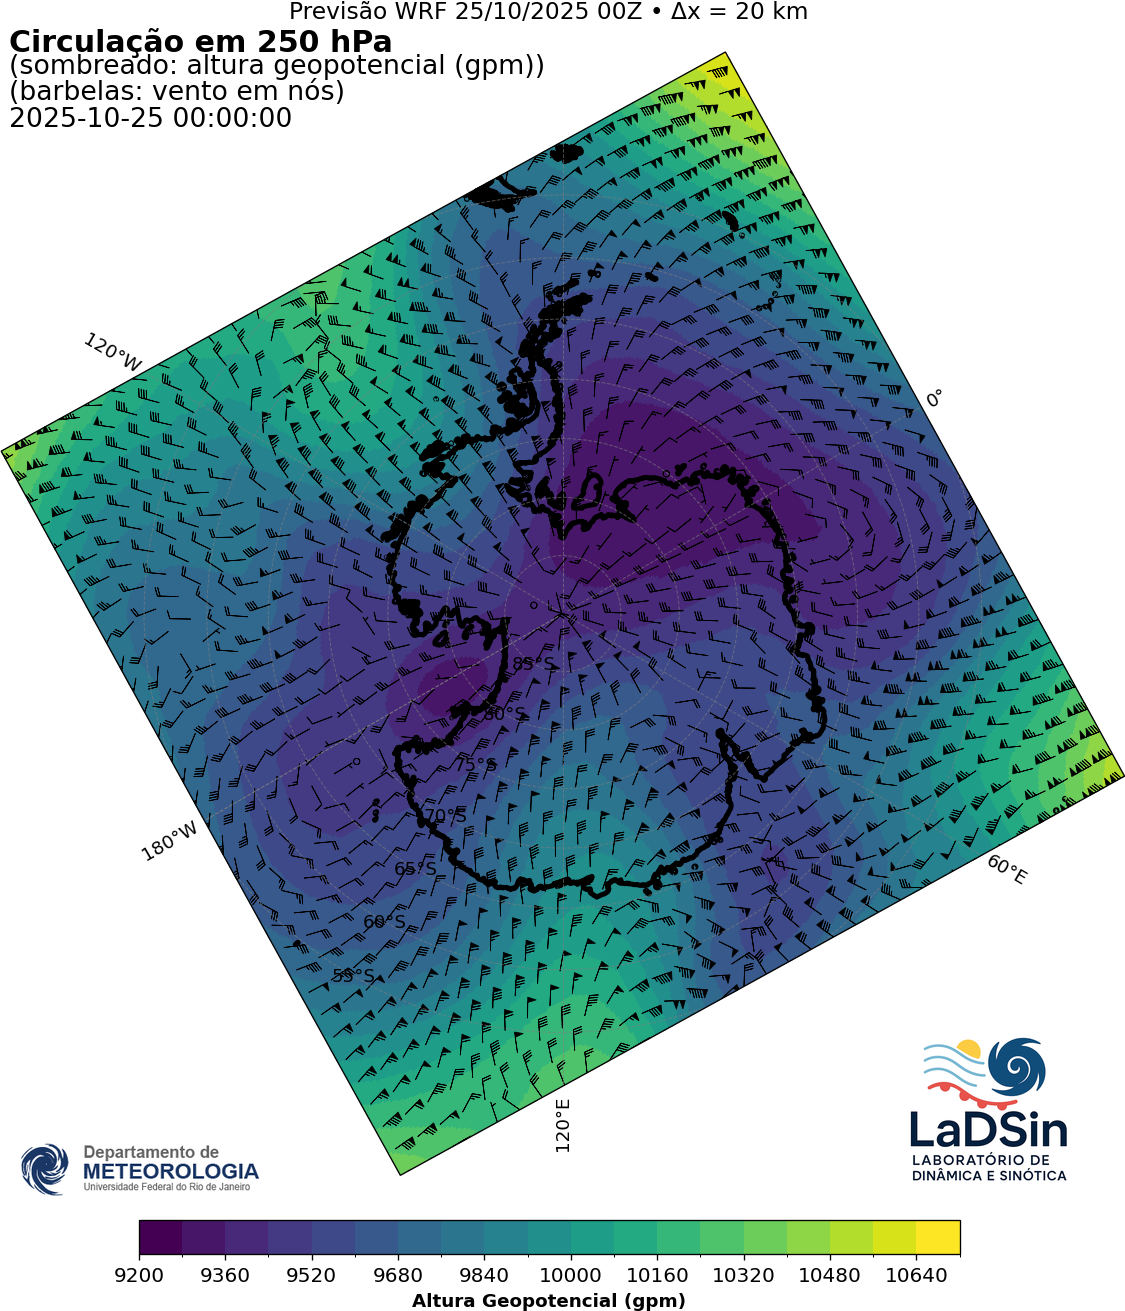 Previsão WRF 25/10/2025 00Z • Δx = 20 km
Circulação em 250 hPa
(sombreado: altura geopotencial (gpm))
(barbelas: vento em nós)
2025-10-25 00:00:00
120°W
0°
85°S
80°S
75°S
70°S
180°W
65°S
60°E
60°S
55°S
120°E
LaDSin
LABORATÓRIO DE
DINÂMICA E SINÓTICA
Departamento de
METEOROLOGIA
Universidade Federal do Rio de Janeiro
9200 9360 9520 9680 9840 10000 10160 10320 10480 10640
Altura Geopotencial (gpm)